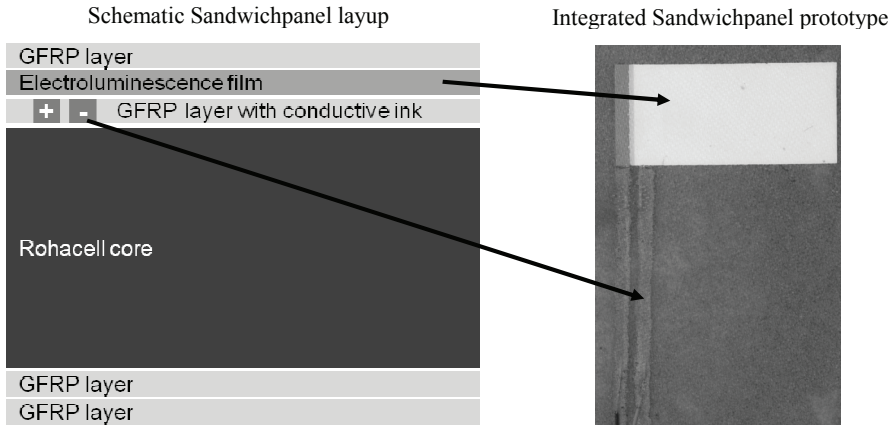 Schematic Sandwichpanel layup
Integrated Sandwichpanel prototype
GFRP layer
Electroluminescence film
+ - GFRP layer with conductive ink
Rohacell core
GFRP layer
GFRP layer